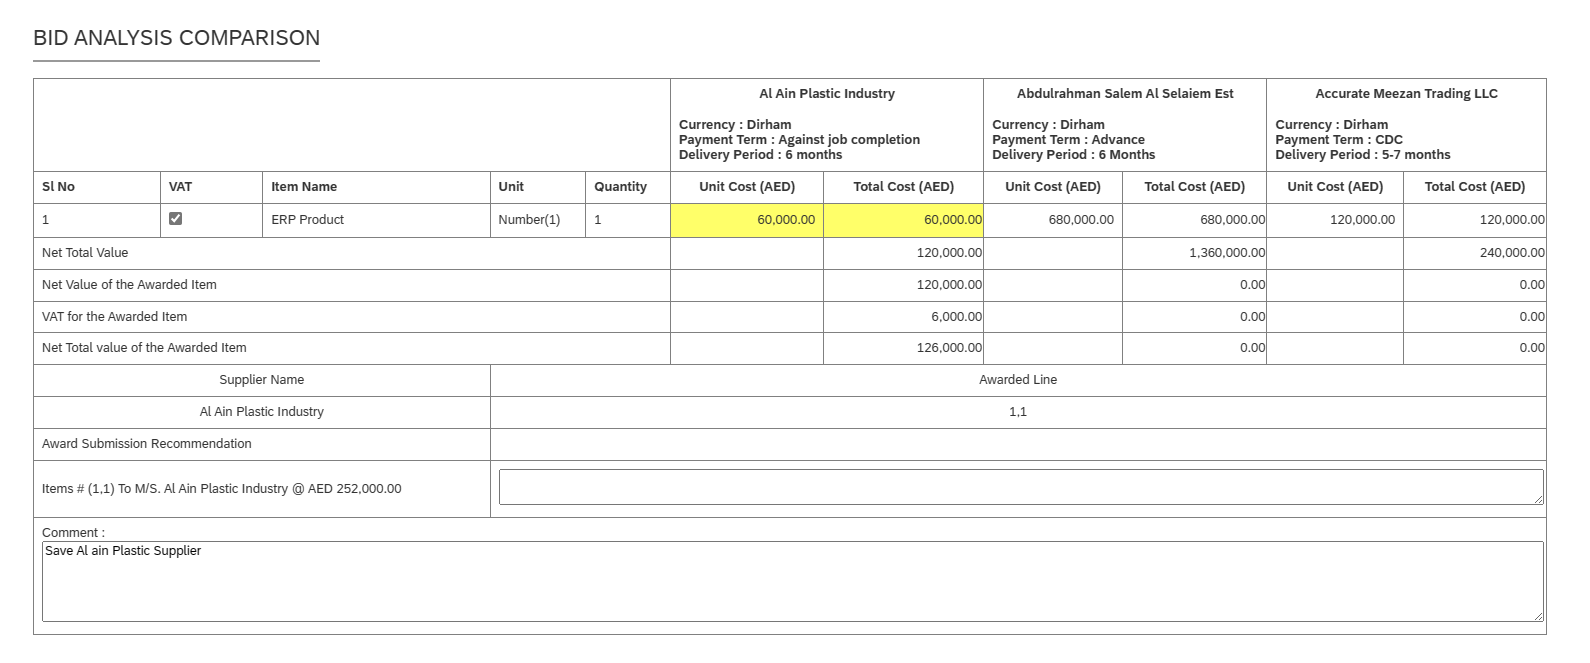 BID ANALYSIS COMPARISON
Al Ain Plastic Industry
Currency : Dirham
Payment Term : Against job completion
Delivery Period : 6 months
Abdulrahman Salem Al Selaiem Est
Currency : Dirham
Payment Term : Advance
Delivery Period : 6 Months
Accurate Meezan Trading LLC
Currency : Dirham
Payment Term : CDC
Delivery Period : 5-7 months
Sl No VAT Item Name Unit Quantity Unit Cost (AED) Total Cost (AED) Unit Cost (AED) Total Cost (AED) Unit Cost (AED) Total Cost (AED)
1 ERP Product Number(1) 1 60,000.00 60,000.00 680,000.00 680,000.00 120,000.00 120,000.00
Net Total Value 120,000.00 1,360,000.00 240,000.00
Net Value of the Awarded Item 120,000.00 0.00 0.00
VAT for the Awarded Item 6,000.00 0.00 0.00
Net Total value of the Awarded Item 126,000.00 0.00 0.00
Supplier Name Awarded Line
Al Ain Plastic Industry 1,1
Award Submission Recommendation
Items # (1,1) To M/S. Al Ain Plastic Industry @ AED 252,000.00
Comment :
Save Al ain Plastic Supplier